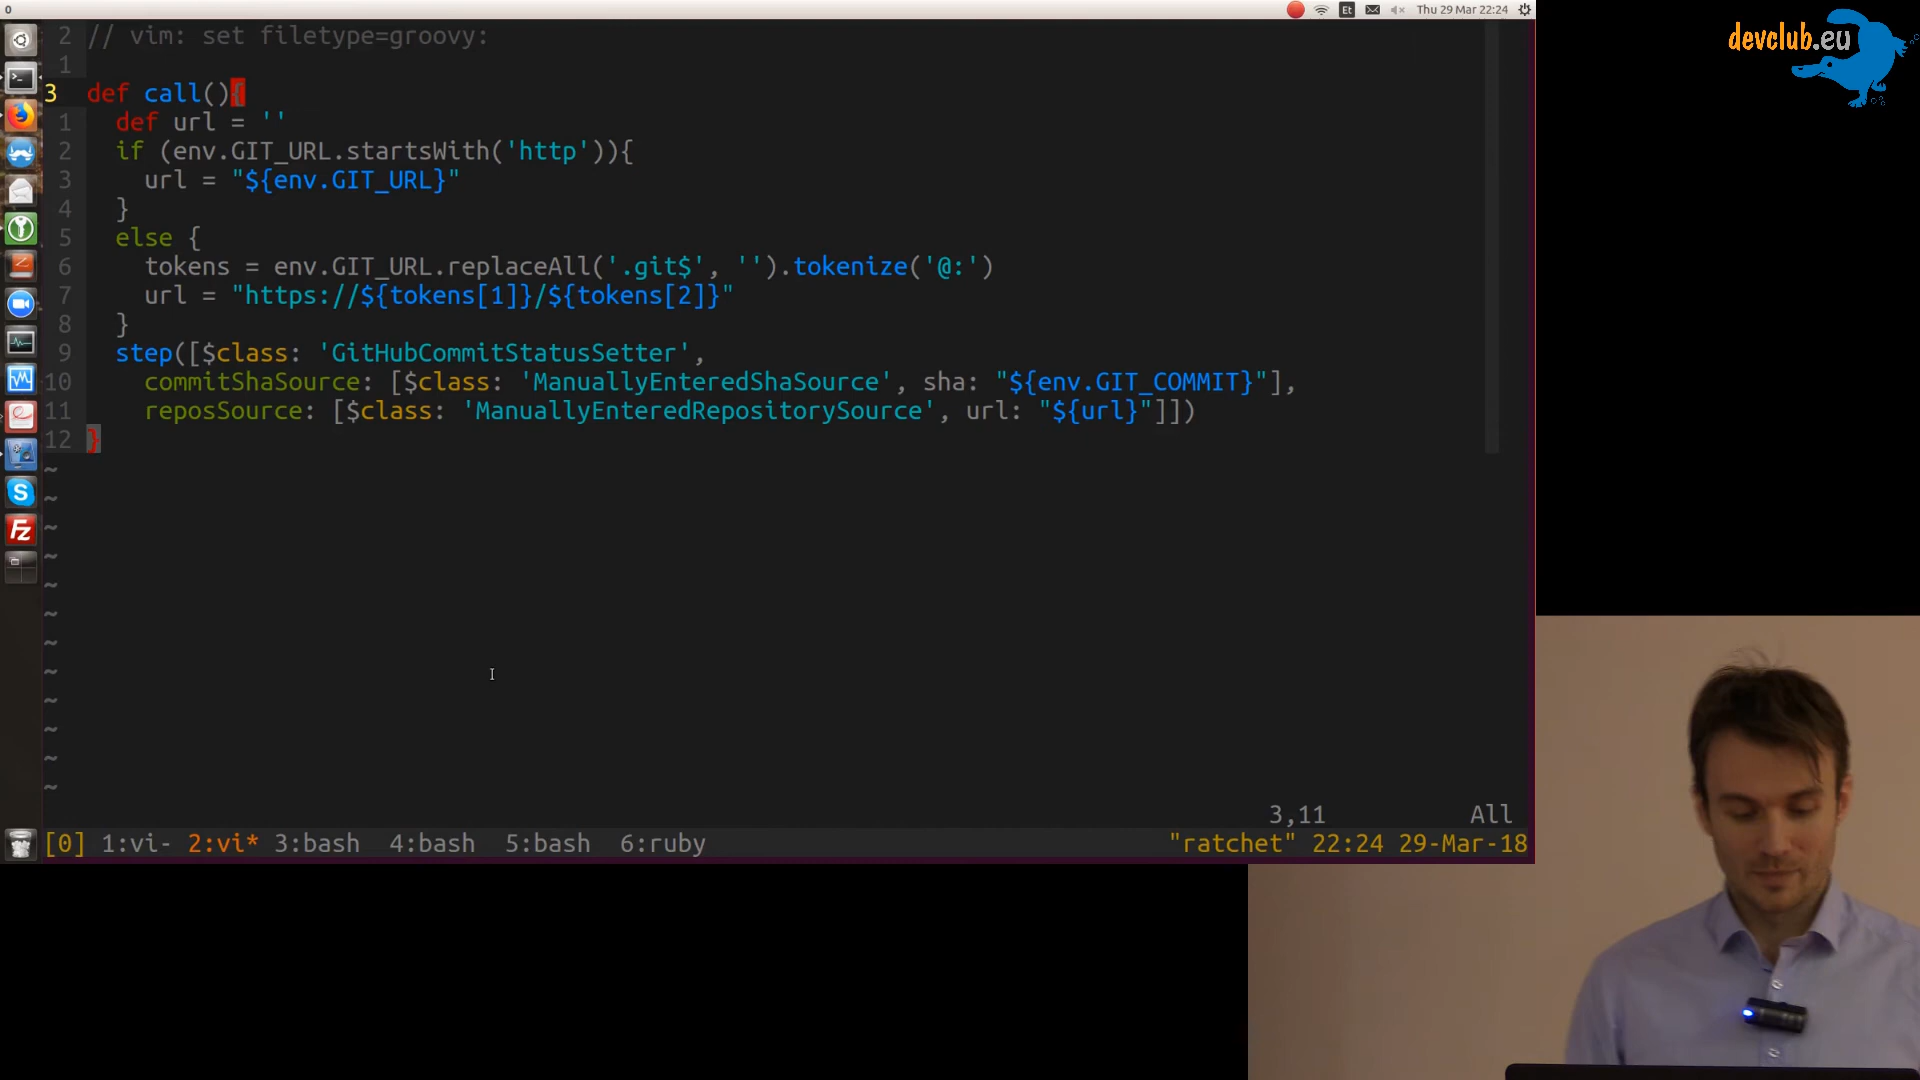 0
Et
Thu 29 Mar 22:24
devclub.eu
2 // vim: set filetype=groovy:
1
3 def call(){
1 def url = ''
2 if (env.GIT_URL.startsWith('http')){
3 url = "${env.GIT_URL}"
4 }
5 else {
6 tokens = env.GIT_URL.replaceAll('.git$', '').tokenize('@:')
7 url = "https://${tokens[1]}/${tokens[2]}"
8 }
9 step([$class: 'GitHubCommitStatusSetter',
10 commitShaSource: [$class: 'ManuallyEnteredShaSource', sha: "${env.GIT_COMMIT}"],
11 reposSource: [$class: 'ManuallyEnteredRepositorySource', url: "${url}"]])
12 }
~
~
~
~
~
~
~
~
~
~
~
~
S
Fz
3,11 All
[0] 1:vi- 2:vi* 3:bash 4:bash 5:bash 6:ruby "ratchet" 22:24 29-Mar-18